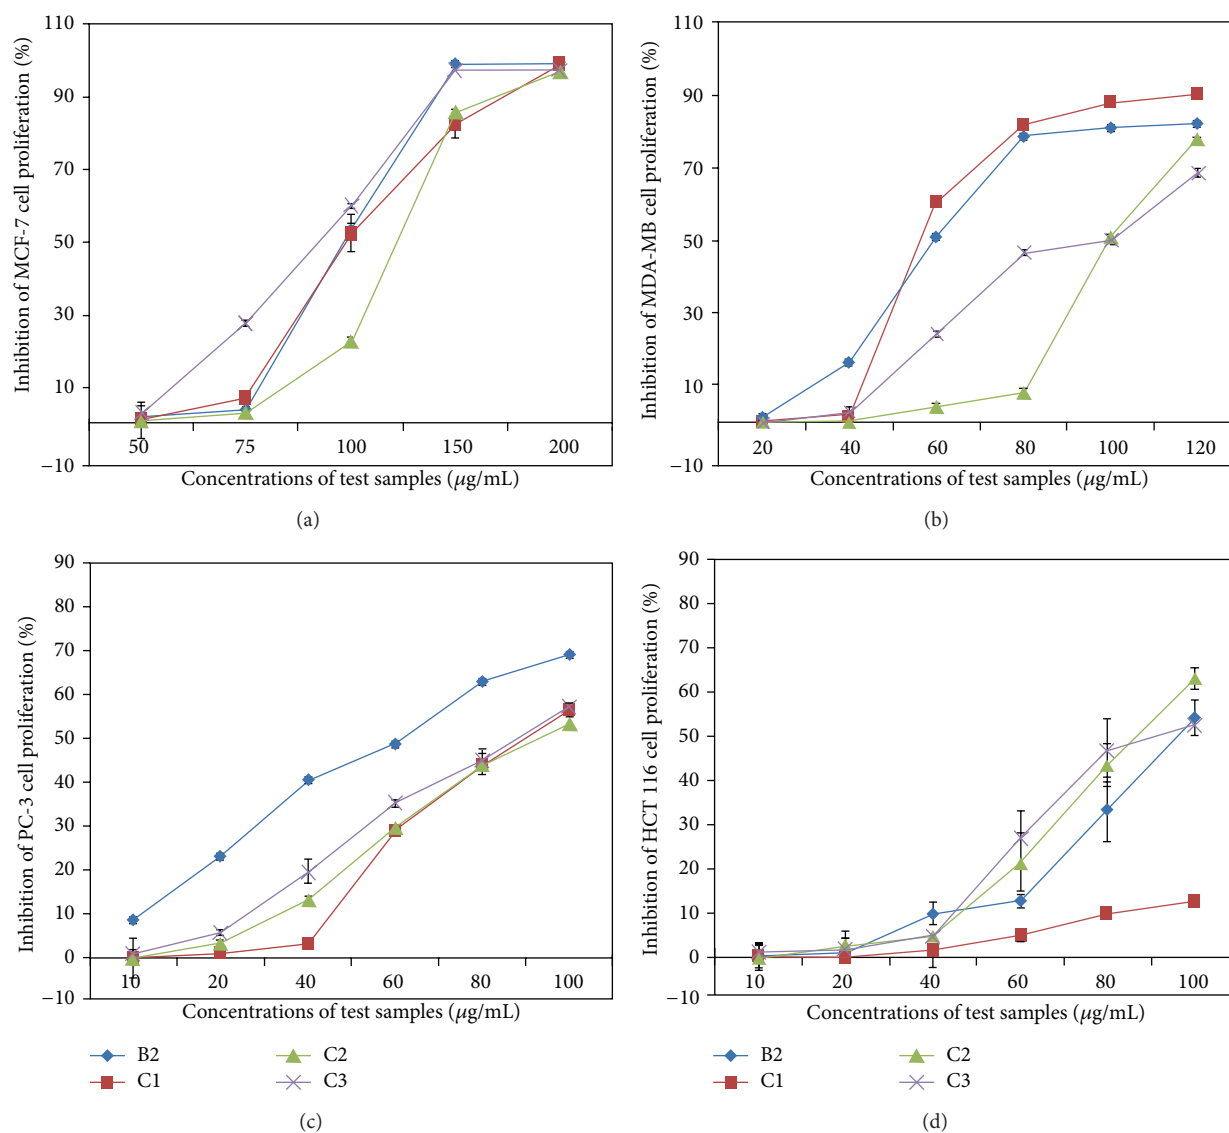 110
90
70
50
30
10
−10
Inhibition of MCF-7 cell proliferation (%)
50 75 100 150 200
Concentrations of test samples (μg/mL)
(a)
110
90
70
50
30
10
−10
Inhibition of MDA-MB cell proliferation (%)
20 40 60 80 100 120
Concentrations of test samples (μg/mL)
(b)
90
80
70
60
50
40
30
20
10
0
−10
Inhibition of PC-3 cell proliferation (%)
10 20 40 60 80 100
Concentrations of test samples (μg/mL)
B2 C2
C1 C3
(c)
90
80
70
60
50
40
30
20
10
0
−10
Inhibition of HCT 116 cell proliferation (%)
10 20 40 60 80 100
Concentrations of test samples (μg/mL)
B2 C2
C1 C3
(d)